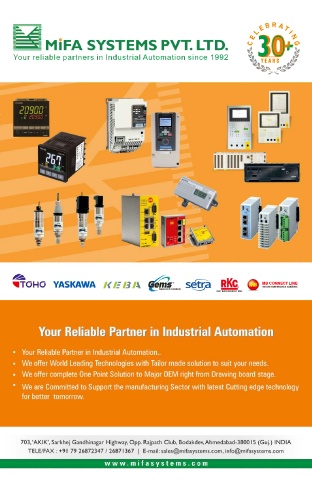 MiFA SYSTEMS PVT. LTD.
Your reliable partners in Industrial Automation since 1992
CELEBRATING
30+
YEARS
20900
267
TOHO YASKAWA KEBA Gems setra RKC MU CONNECT LINE
Your Reliable Partner in Industrial Automation
• Your Reliable Partner in Industrial Automation..
• We offer World Leading Technologies with Tailor made solution to suit your needs.
• We offer complete One Point Solution to Major OEM right from Drawing board stage.
• We are Committed to Support the manufacturing Sector with latest Cutting edge technology
for better tomorrow.
703, 'AKIK', Sarkhej Gandhinagar Highway, Opp. Rajpath Club, Bodakdev, Ahmedabad-380015 (Guj.) INDIA
TELE/FAX : +91 79 26872347 / 26871367 | E-mail: sales@mifasystems.com, info@mifasystems.com
www.mifasystems.com